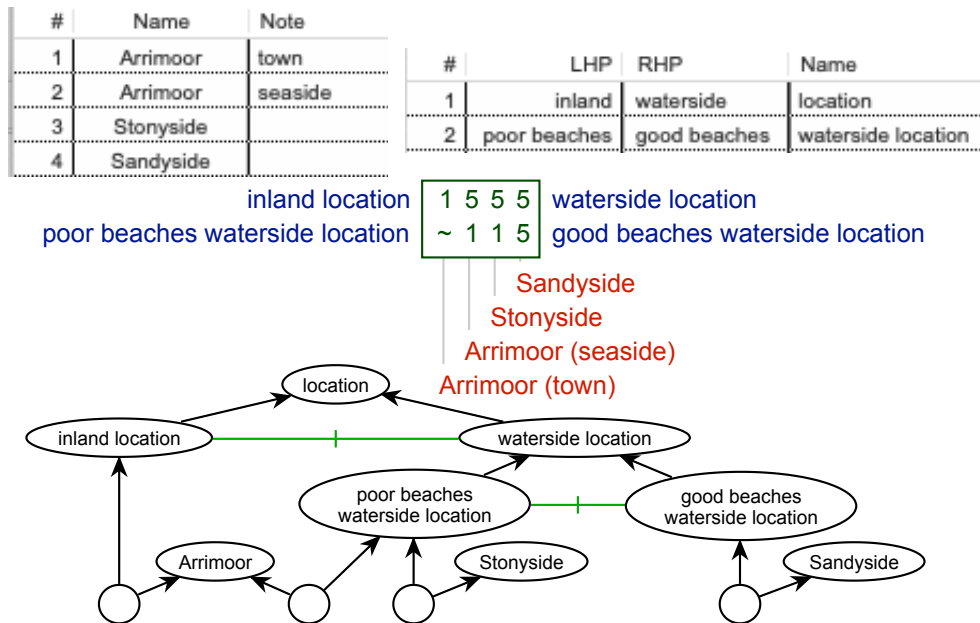 # Name Note
1 Arrimoor town
2 Arrimoor seaside
3 Stonyside
4 Sandyside
# LHP RHP Name
1 inland waterside location
2 poor beaches good beaches waterside location
inland location 1 5 5 5 waterside location
poor beaches waterside location ~ 1 1 5 good beaches waterside location
Sandyside
Stonyside
Arrimoor (seaside)
Arrimoor (town)
location
inland location
waterside location
poor beaches
waterside location
good beaches
waterside location
Arrimoor
Stonyside
Sandyside